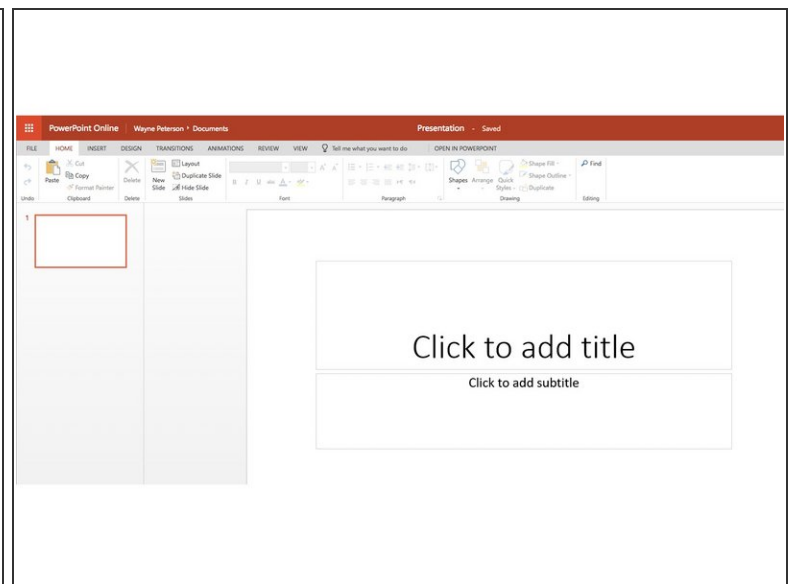 PowerPoint Online Wayne Peterson ▸ Documents Presentation - Saved
FILE HOME INSERT DESIGN TRANSITIONS ANIMATIONS REVIEW VIEW Tell me what you want to do OPEN IN POWERPOINT
Cut
Copy
Format Painter
Paste
Delete
New Slide
Layout
Duplicate Slide
Hide Slide
B I U abc A
Shapes Arrange Quick Styles
Shape Fill
Shape Outline
Duplicate
Find
Undo Clipboard Delete Slides Font Paragraph Drawing Editing
1
Click to add title
Click to add subtitle